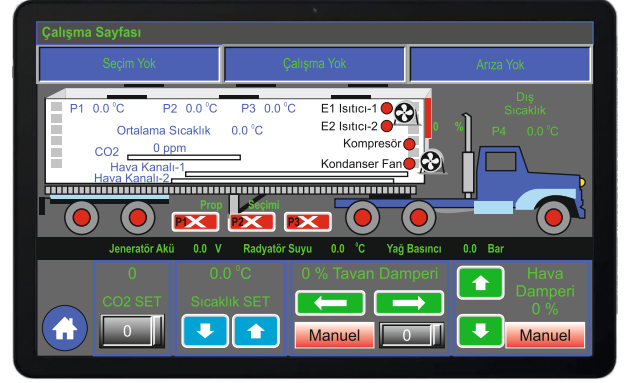 Çalışma Sayfası
Seçim Yok
Çalışma Yok
Arıza Yok
P1 0.0 °C P2 0.0 °C P3 0.0 °C
E1 Isıtıcı-1
Dış
Sıcaklık
Ortalama Sıcaklık 0.0 °C
E2 Isıtıcı-2
0 %
P4 0.0 °C
CO2 0 ppm
Kompresör
Hava Kanalı-1
Kondanser Fan
Hava Kanalı-2
Prop Seçimi
P1 P2 P3
Jeneratör Akü 0.0 V Radyatör Suyu 0.0 °C Yağ Basıncı 0.0 Bar
0
CO2 SET
0
0.0 °C
Sıcaklık SET
0 % Tavan Damperi
Manuel
0
Hava
Damperi
0 %
Manuel